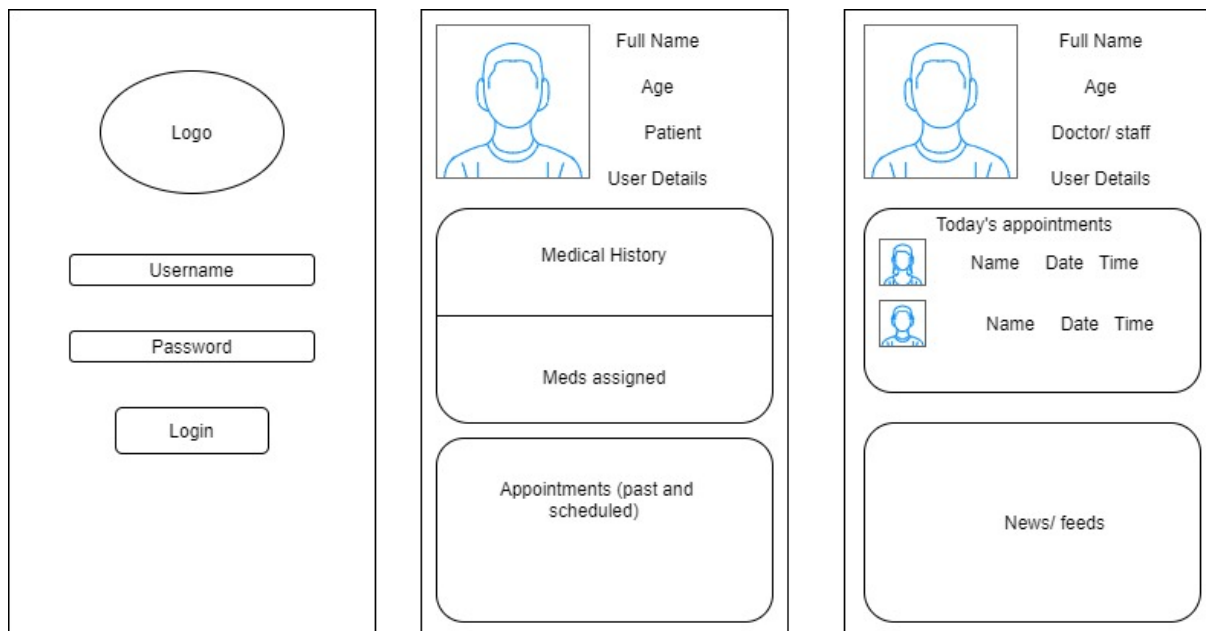 Logo
Username
Password
Login
Full Name
Age
Patient
User Details
Medical History
Meds assigned
Appointments (past and
scheduled)
Full Name
Age
Doctor/ staff
User Details
Today's appointments
Name Date Time
Name Date Time
News/ feeds